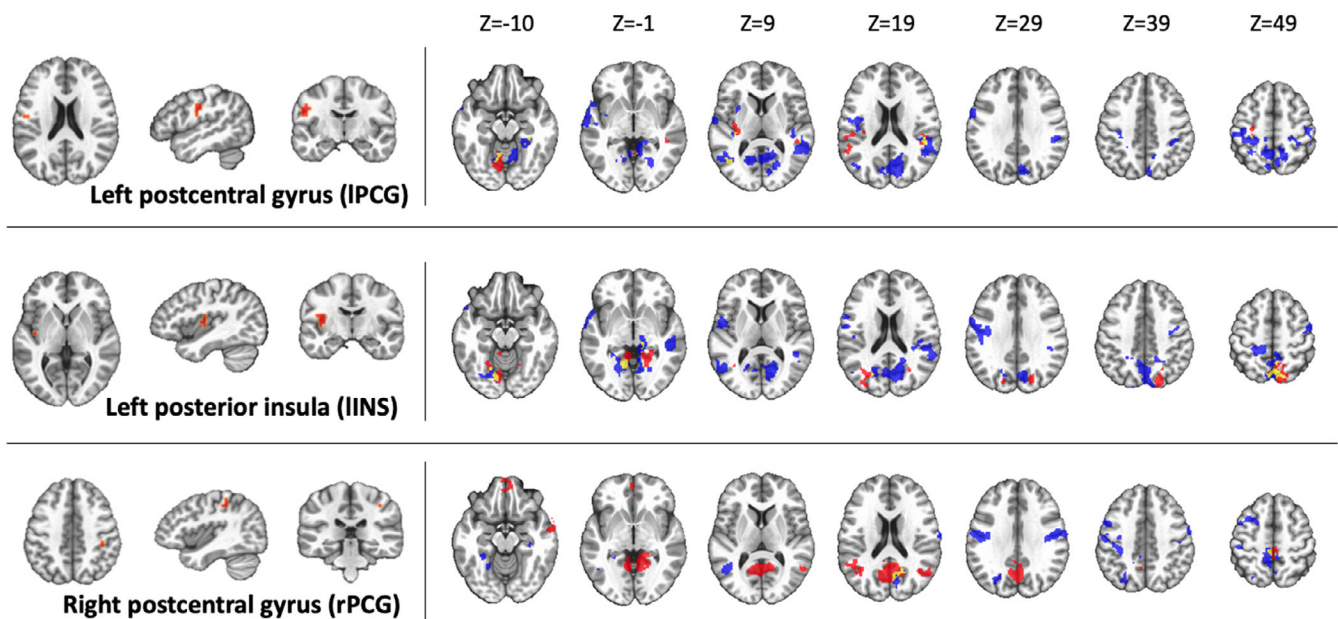 Z=-10 Z=-1 Z=9 Z=19 Z=29 Z=39 Z=49
Left postcentral gyrus (lPCG)
Left posterior insula (lINS)
Right postcentral gyrus (rPCG)